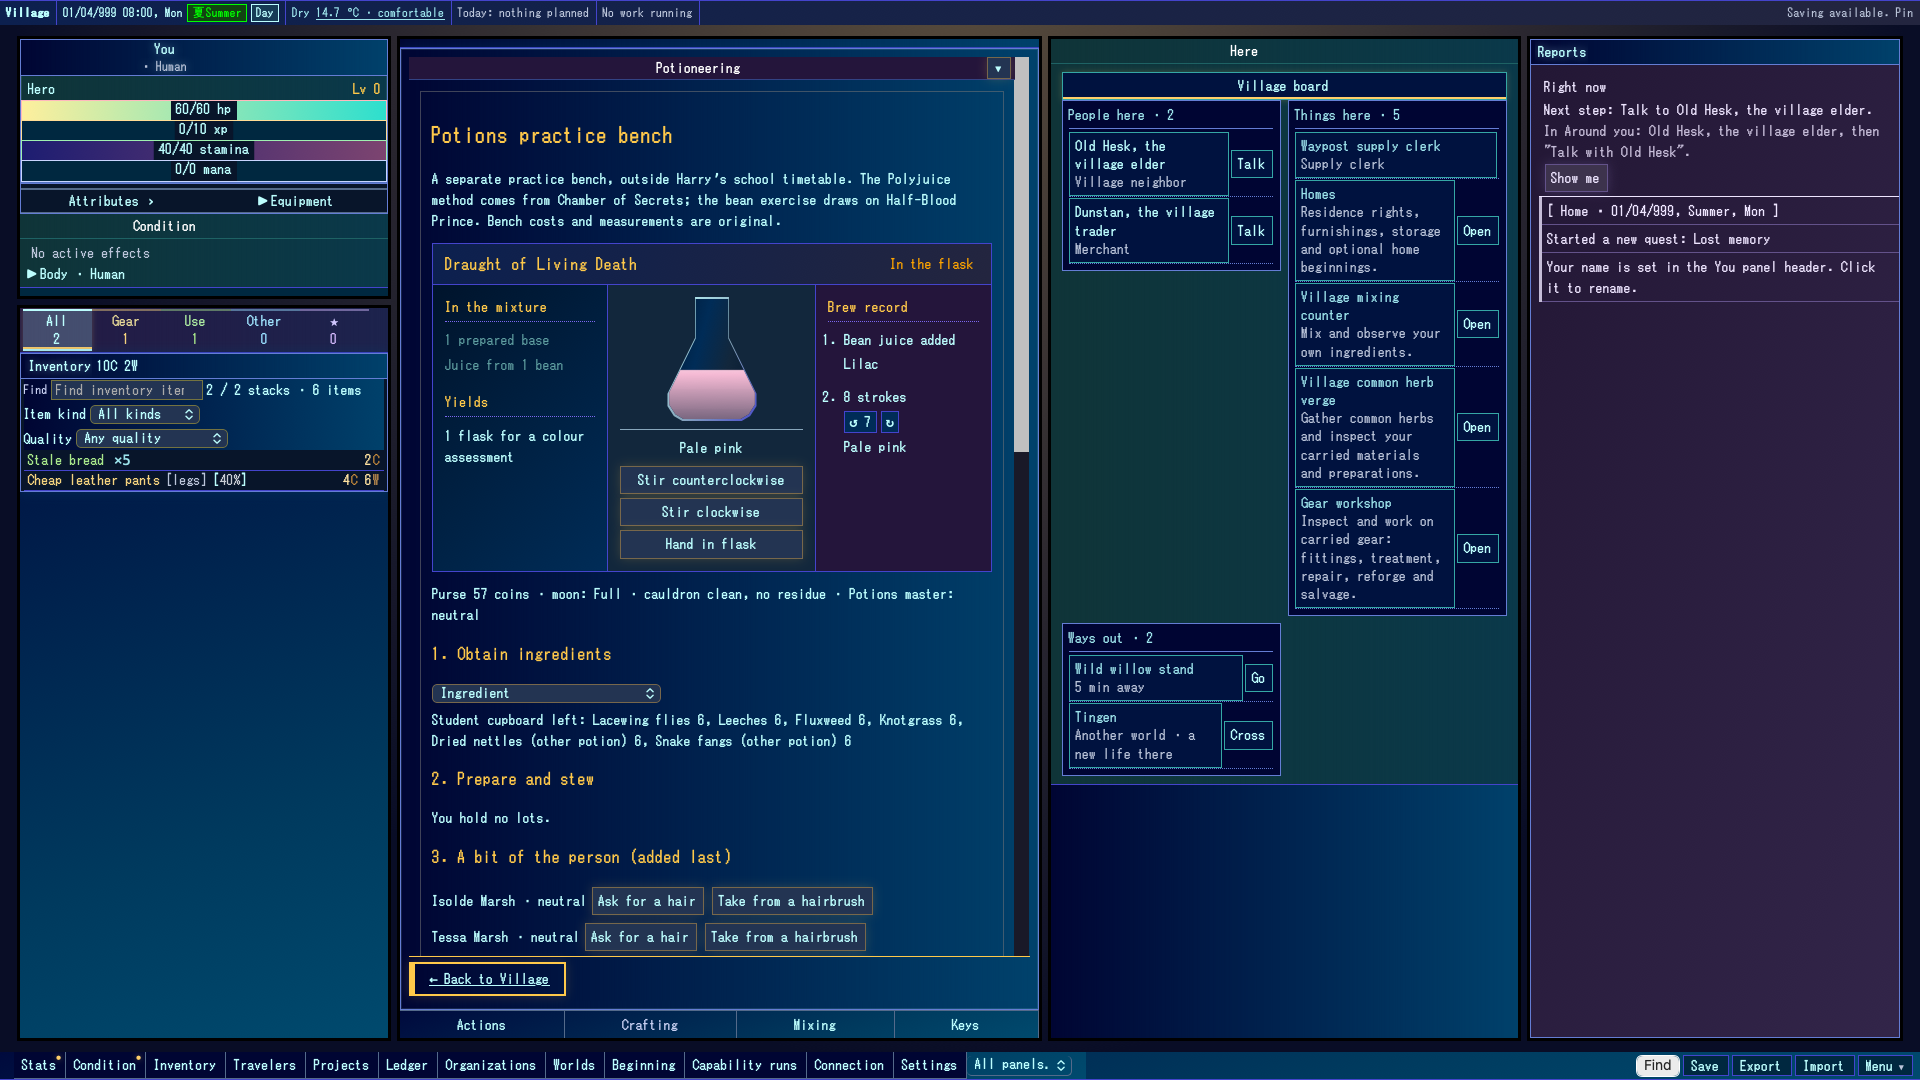 Village 01/04/999 08:00, Mon 夏Summer Day Dry 14.7 °C · comfortable Today: nothing planned No work running Saving available. Pin
You
· Human
Hero Lv 0
60/60 hp
0/10 xp
40/40 stamina
0/0 mana
Attributes › ▶Equipment
Condition
No active effects
▶Body · Human
All Gear Use Other ★
2 1 1 0 0
Inventory 10C 2W
Find Find inventory iter 2 / 2 stacks · 6 items
Item kind All kinds
Quality Any quality
Stale bread ×5 2C
Cheap leather pants [legs] [40%] 4C 6W
Potioneering ▼
Potions practice bench
A separate practice bench, outside Harry's school timetable. The Polyjuice
method comes from Chamber of Secrets; the bean exercise draws on Half-Blood
Prince. Bench costs and measurements are original.
Draught of Living Death In the flask
In the mixture
1 prepared base
Juice from 1 bean
Yields
1 flask for a colour
assessment
Pale pink
Stir counterclockwise
Stir clockwise
Hand in flask
Brew record
1. Bean juice added
Lilac
2. 8 strokes
↺ 7 ↻
Pale pink
Purse 57 coins · moon: Full · cauldron clean, no residue · Potions master:
neutral
1. Obtain ingredients
Ingredient
Student cupboard left: Lacewing flies 6, Leeches 6, Fluxweed 6, Knotgrass 6,
Dried nettles (other potion) 6, Snake fangs (other potion) 6
2. Prepare and stew
You hold no lots.
3. A bit of the person (added last)
Isolde Marsh · neutral Ask for a hair Take from a hairbrush
Tessa Marsh · neutral Ask for a hair Take from a hairbrush
← Back to Village
Actions Crafting Mixing Keys
Here
Village board
People here · 2
Old Hesk, the
village elder
Village neighbor
Talk
Dunstan, the village
trader
Merchant
Talk
Things here · 5
Waypost supply clerk
Supply clerk
Homes
Residence rights,
furnishings, storage
and optional home
beginnings.
Open
Village mixing
counter
Mix and observe your
own ingredients.
Open
Village common herb
verge
Gather common herbs
and inspect your
carried materials
and preparations.
Open
Gear workshop
Inspect and work on
carried gear:
fittings, treatment,
repair, reforge and
salvage.
Open
Ways out · 2
Wild willow stand
5 min away
Go
Tingen
Another world · a
new life there
Cross
Reports
Right now
Next step: Talk to Old Hesk, the village elder.
In Around you: Old Hesk, the village elder, then
"Talk with Old Hesk".
Show me
[ Home · 01/04/999, Summer, Mon ]
Started a new quest: Lost memory
Your name is set in the You panel header. Click
it to rename.
Stats Condition Inventory Travelers Projects Ledger Organizations Worlds Beginning Capability runs Connection Settings All panels. Find Save Export Import Menu ▾